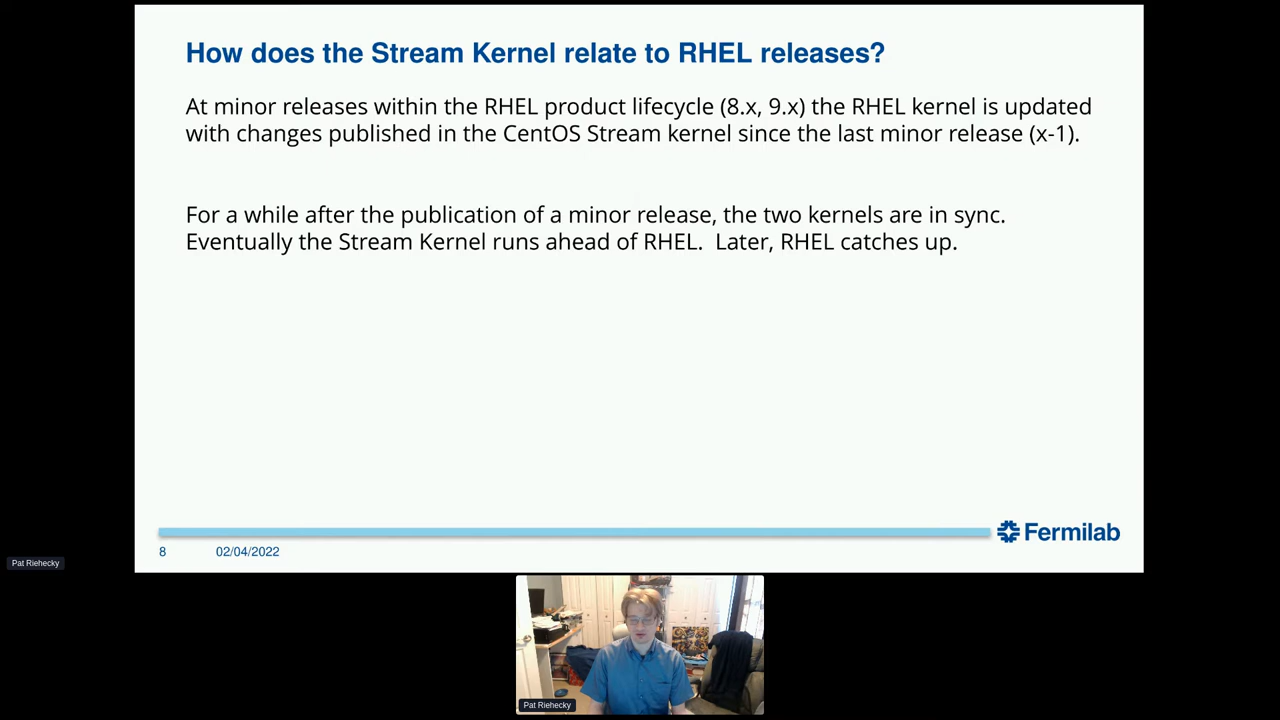 How does the Stream Kernel relate to RHEL releases?
At minor releases within the RHEL product lifecycle (8.x, 9.x) the RHEL kernel is updated
with changes published in the CentOS Stream kernel since the last minor release (x-1).
For a while after the publication of a minor release, the two kernels are in sync.
Eventually the Stream Kernel runs ahead of RHEL.  Later, RHEL catches up.
Fermilab
8 02/04/2022
Pat Riehecky
Pat Riehecky